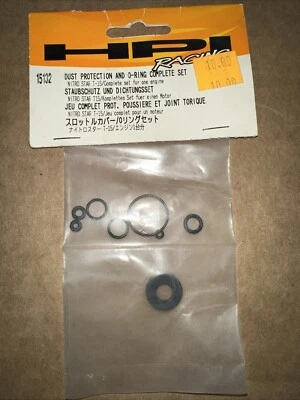 HPI
RACING
10.00
10.00
15132
DUST PROTECTION AND O-RING COMPLETE SET
NITRO STAR T-15/Complete set for one engine
STAUBSCHUTZ UND DICHTUNGSSET
NITRO STAR T15/Komplettes Set fuer einen Motor
JEU COMPLET PROT. POUSSIERE ET JOINT TORIQUE
NITRO STAR T-15/Jeu complet pour un moteur
スロットルカバー/Oリングセット
ナイトロスター T-15/エンジン1台分